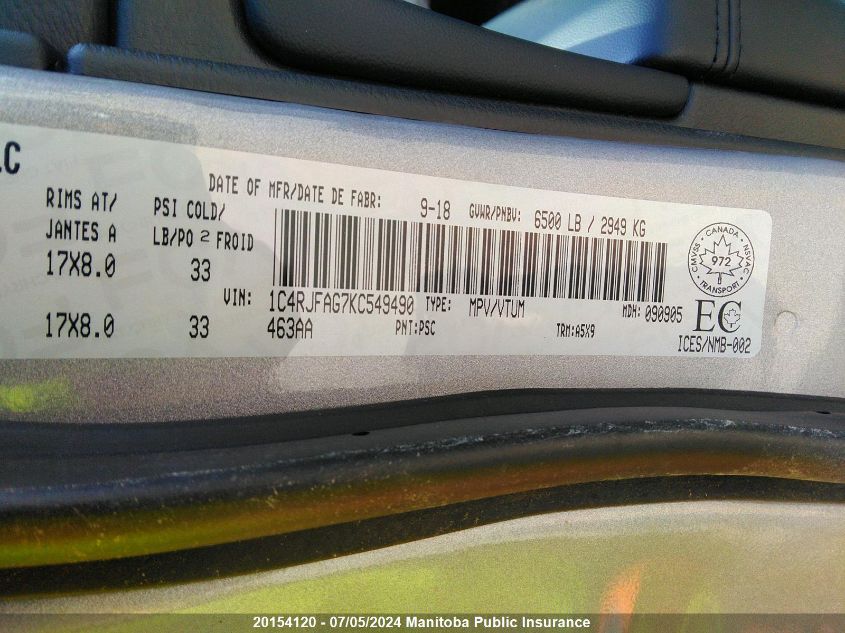 LC
DATE OF MFR/DATE DE FABR: 9-18 GVWR/PNBV: 6500 LB / 2949 KG
RIMS AT/ PSI COLD/
JANTES A LB/PO 2 FROID
17X8.0 33
VIN: 1C4RJFAG7KC549490 TYPE: MPV/VTUM MDH: 090905
17X8.0 33 463AA PNT:PSC TRM:A5X9
CMVSS · CANADA · NSVAC
972
TRANSPORT
EC
ICES/NMB-002
20154120 - 07/05/2024 Manitoba Public Insurance